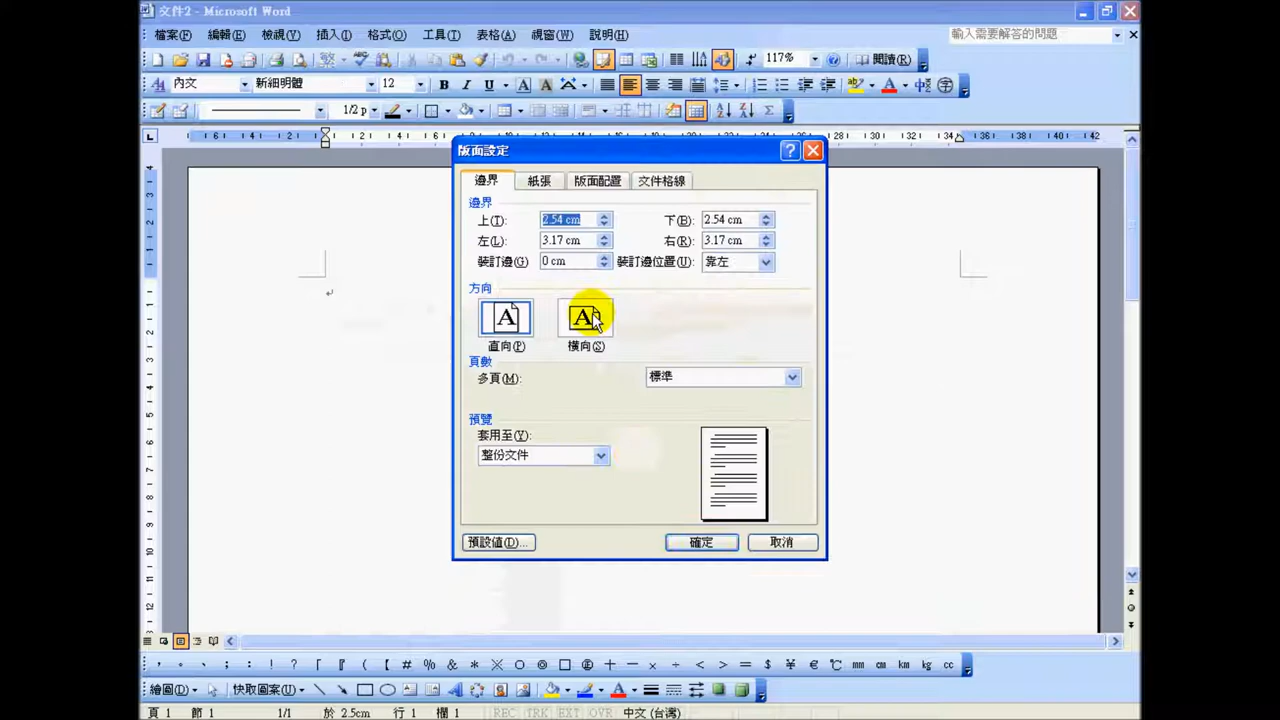 文件2 - Microsoft Word
檔案(F) 編輯(E) 檢視(V) 插入(I) 格式(O) 工具(T) 表格(A) 視窗(W) 說明(H) 輸入需要解答的問題
117% 閱讀(R)
內文 新細明體 12 B I U A A A
1/2 p
版面設定
邊界 紙張 版面配置 文件格線
邊界
上(T): 2.54 cm 下(B): 2.54 cm
左(L): 3.17 cm 右(R): 3.17 cm
裝訂邊(G) 0 cm 裝訂邊位置(U): 靠左
方向
A A
直向(P) 橫向(S)
頁數
多頁(M): 標準
預覽
套用至(Y):
整份文件
預設值(D)... 確定 取消
， 。 、 ； ： ！ ？ 「 『 （ 〔 # % & * ※ ○ ◎ □ ㊣ + - × ÷ < > = $ ¥ € ℃ mm cm km kg cc
繪圖(D) 快取圖案(U)
頁 1 節 1 1/1 於 2.5cm 行 1 欄 1 REC TRK EXT OVR 中文 (台灣)